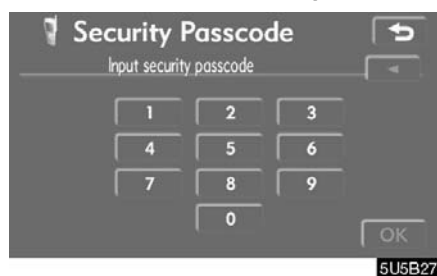 Security Passcode
Input security passcode
1 2 3
4 5 6
7 8 9
0
OK
5U5B27